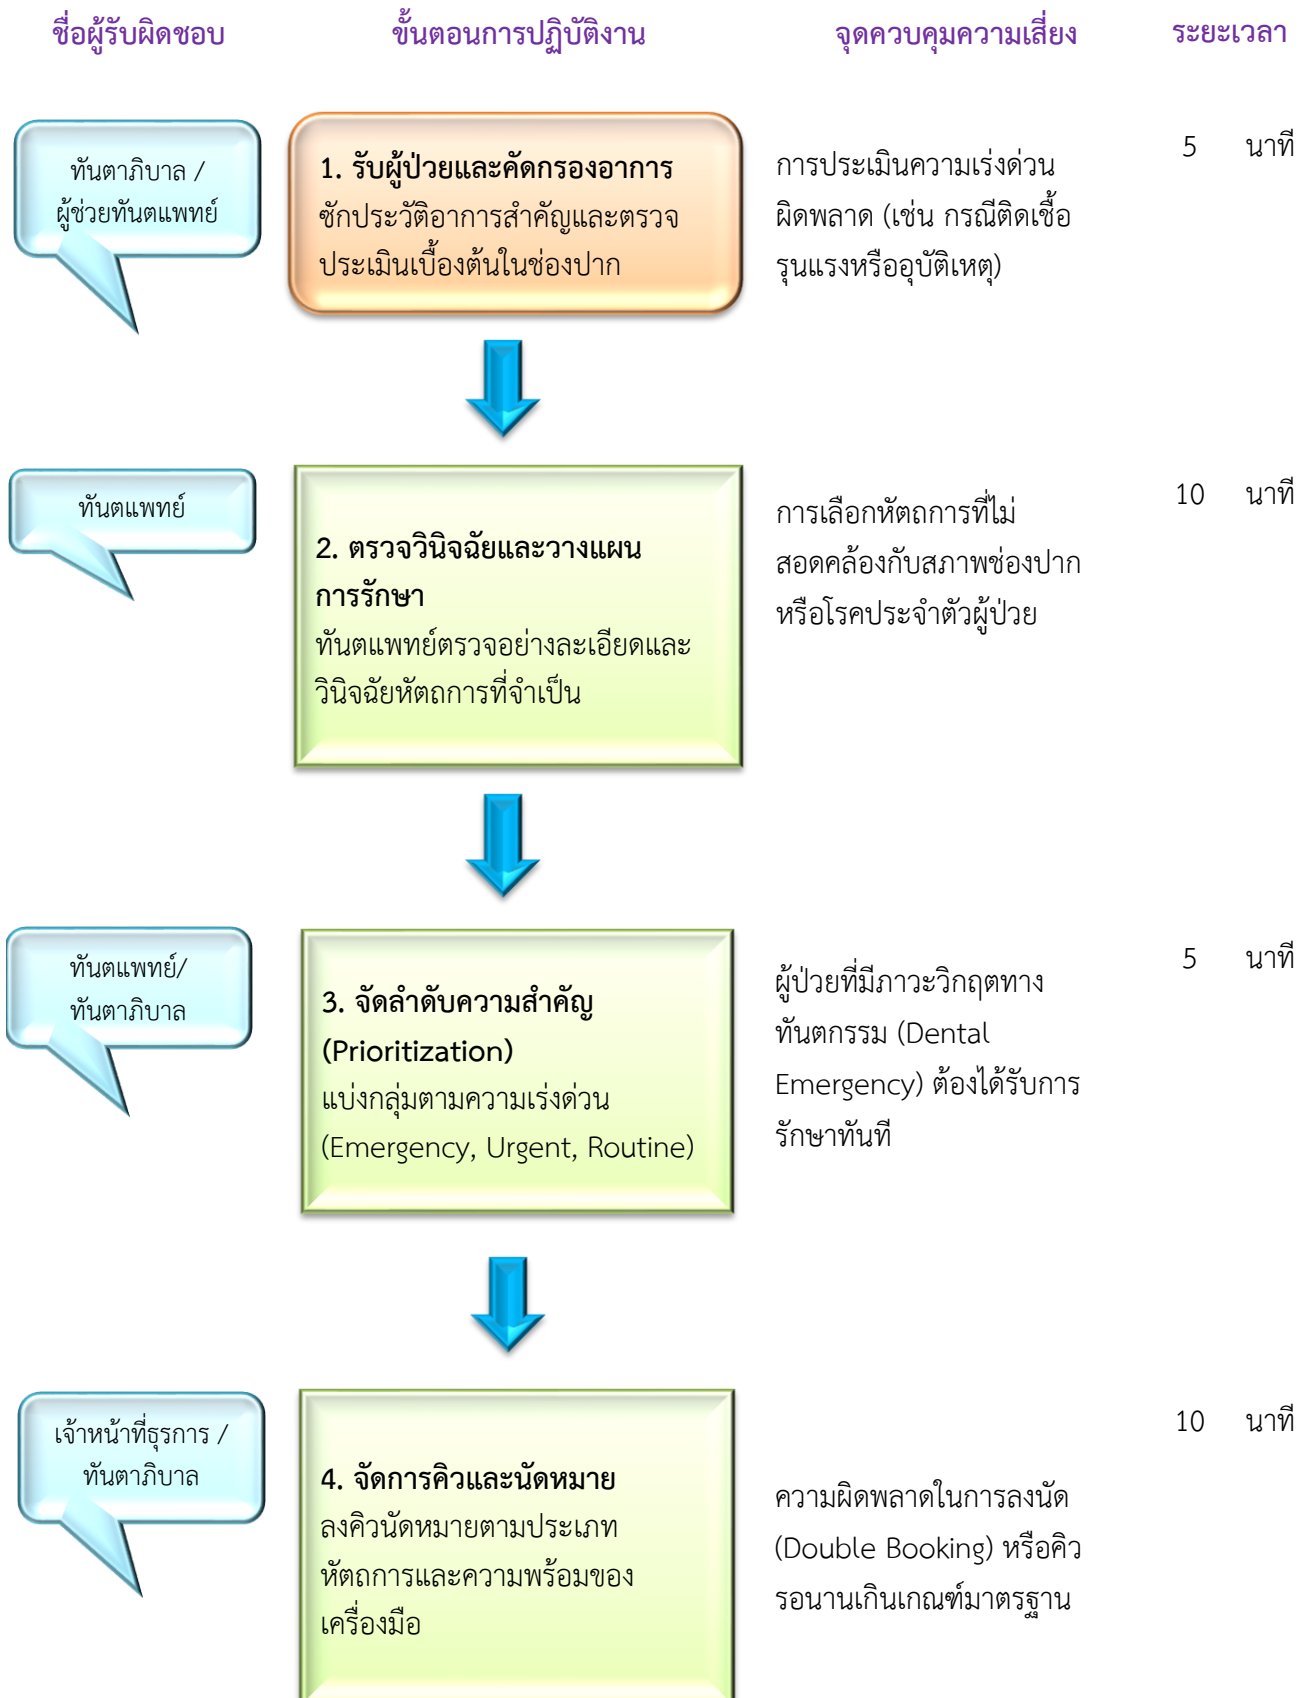 ชื่อผู้รับผิดชอบ ขั้นตอนการปฏิบัติงาน จุดควบคุมความเสี่ยง ระยะเวลา
ทันตาภิบาล /
ผู้ช่วยทันตแพทย์
1. รับผู้ป่วยและคัดกรองอาการ
ซักประวัติอาการสำคัญและตรวจ
ประเมินเบื้องต้นในช่องปาก
การประเมินความเร่งด่วน
ผิดพลาด (เช่น กรณีติดเชื้อ
รุนแรงหรืออุบัติเหตุ)
5 นาที
ทันตแพทย์
2. ตรวจวินิจฉัยและวางแผน
การรักษา
ทันตแพทย์ตรวจอย่างละเอียดและ
วินิจฉัยหัตถการที่จำเป็น
การเลือกหัตถการที่ไม่
สอดคล้องกับสภาพช่องปาก
หรือโรคประจำตัวผู้ป่วย
10 นาที
ทันตแพทย์/
ทันตาภิบาล
3. จัดลำดับความสำคัญ
(Prioritization)
แบ่งกลุ่มตามความเร่งด่วน
(Emergency, Urgent, Routine)
ผู้ป่วยที่มีภาวะวิกฤตทาง
ทันตกรรม (Dental
Emergency) ต้องได้รับการ
รักษาทันที
5 นาที
เจ้าหน้าที่ธุรการ /
ทันตาภิบาล
4. จัดการคิวและนัดหมาย
ลงคิวนัดหมายตามประเภท
หัตถการและความพร้อมของ
เครื่องมือ
ความผิดพลาดในการลงนัด
(Double Booking) หรือคิว
รอนานเกินเกณฑ์มาตรฐาน
10 นาที